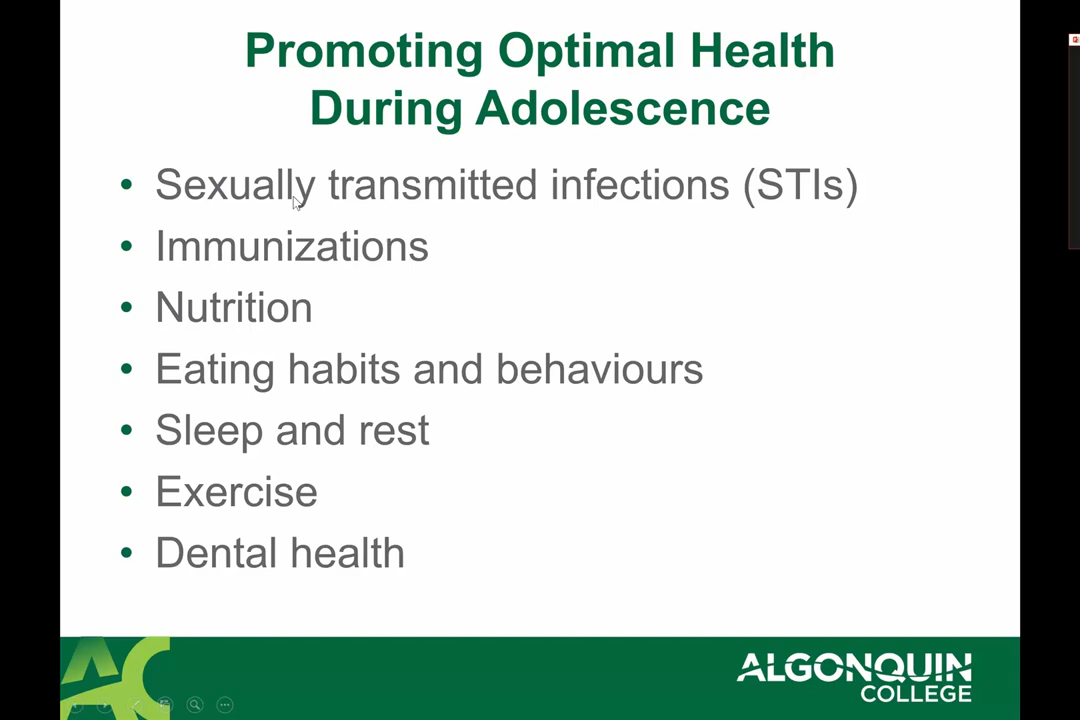 Promoting Optimal Health
During Adolescence
• Sexually transmitted infections (STIs)
• Immunizations
• Nutrition
• Eating habits and behaviours
• Sleep and rest
• Exercise
• Dental health
AC
ALGONQUIN
COLLEGE